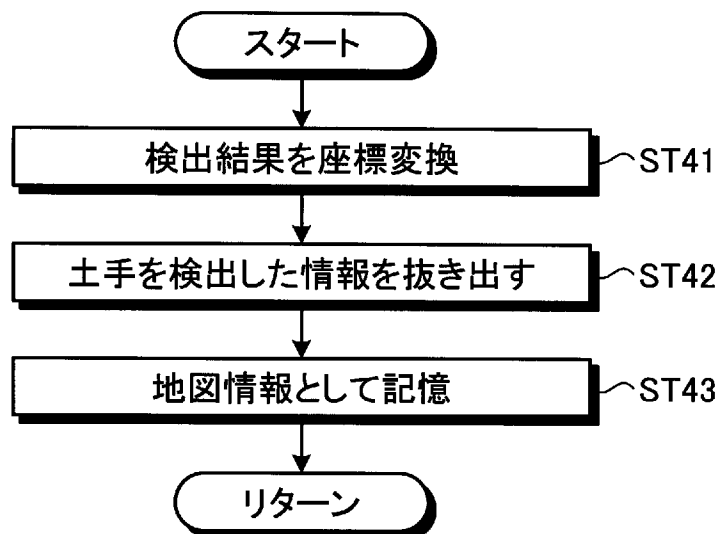 スタート
検出結果を座標変換
ST41
土手を検出した情報を抜き出す
ST42
地図情報として記憶
ST43
リターン